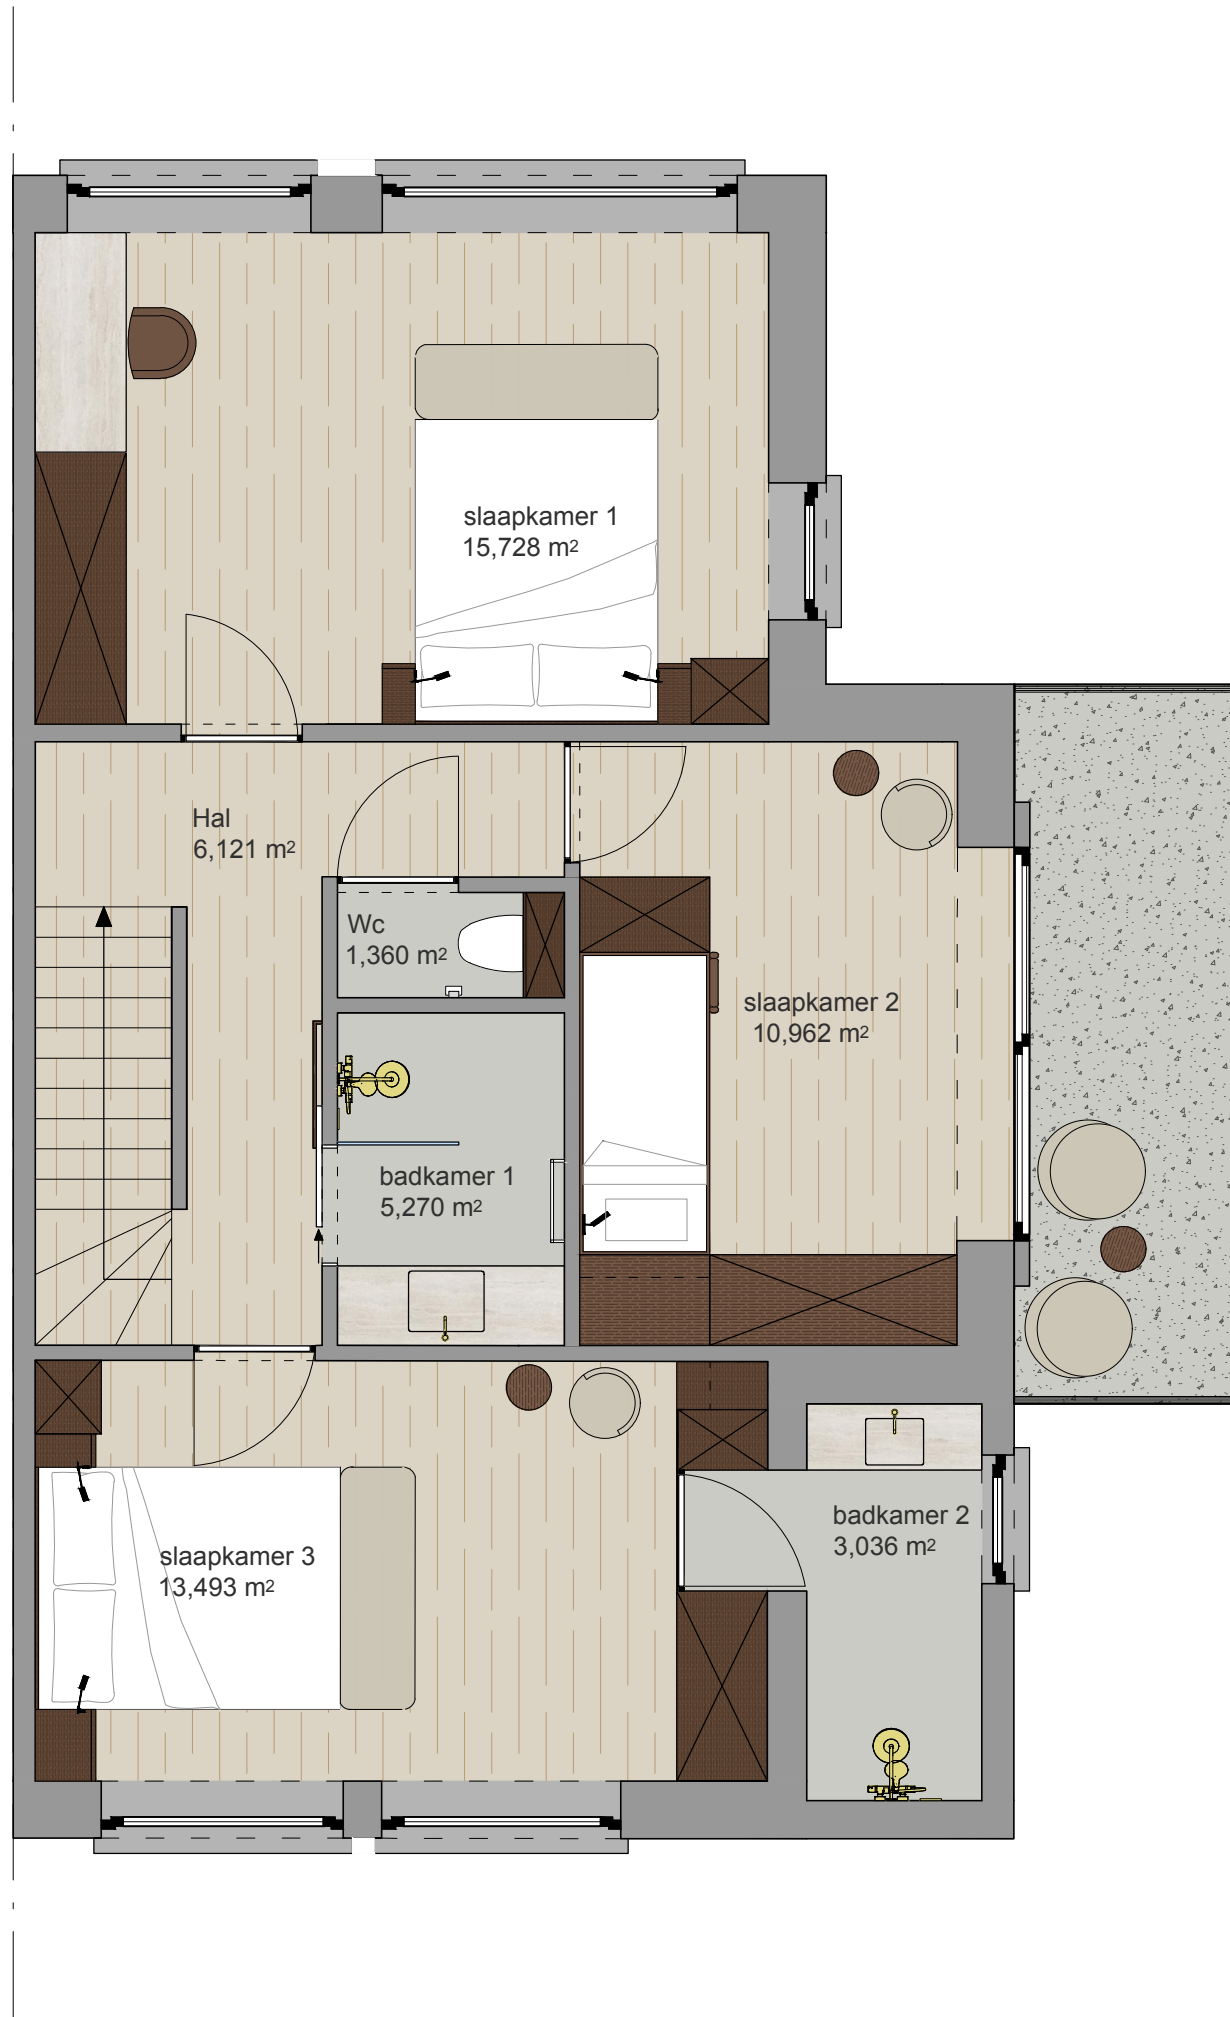 slaapkamer 1
15,728 m²
Hal
6,121 m²
Wc
1,360 m²
slaapkamer 2
10,962 m²
badkamer 1
5,270 m²
badkamer 2
3,036 m²
slaapkamer 3
13,493 m²